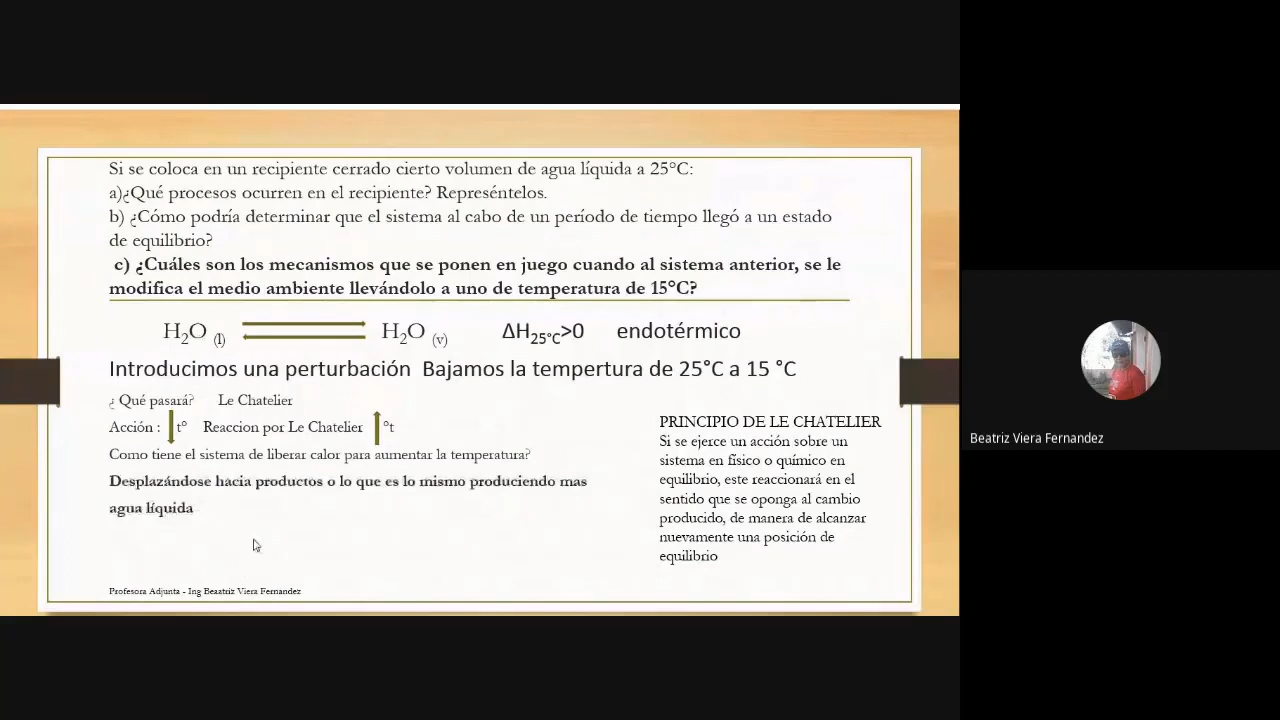 Si se coloca en un recipiente cerrado cierto volumen de agua líquida a 25°C:
a)¿Qué procesos ocurren en el recipiente? Represéntelos.
b) ¿Cómo podría determinar que el sistema al cabo de un período de tiempo llegó a un estado
de equilibrio?
c) ¿Cuáles son los mecanismos que se ponen en juego cuando al sistema anterior, se le
modifica el medio ambiente llevándolo a uno de temperatura de 15°C?
H2O (l) H2O (v) ΔH25°C>0 endotérmico
Introducimos una perturbación Bajamos la tempertura de 25°C a 15 °C
¿ Qué pasará? Le Chatelier
Acción : t° Reaccion por Le Chatelier °t
Como tiene el sistema de liberar calor para aumentar la temperatura?
Desplazándose hacia productos o lo que es lo mismo produciendo mas
agua líquida
PRINCIPIO DE LE CHATELIER
Si se ejerce un acción sobre un
sistema en físico o químico en
equilibrio, este reaccionará en el
sentido que se oponga al cambio
producido, de manera de alcanzar
nuevamente una posición de
equilibrio
Profesora Adjunta - Ing Beaatriz Viera Fernandez
Beatriz Viera Fernandez